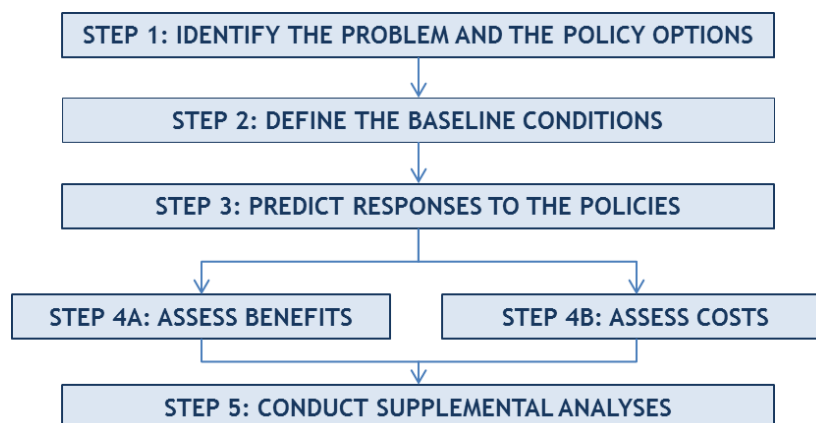 STEP 1: IDENTIFY THE PROBLEM AND THE POLICY OPTIONS
STEP 2: DEFINE THE BASELINE CONDITIONS
STEP 3: PREDICT RESPONSES TO THE POLICIES
STEP 4A: ASSESS BENEFITS
STEP 4B: ASSESS COSTS
STEP 5: CONDUCT SUPPLEMENTAL ANALYSES